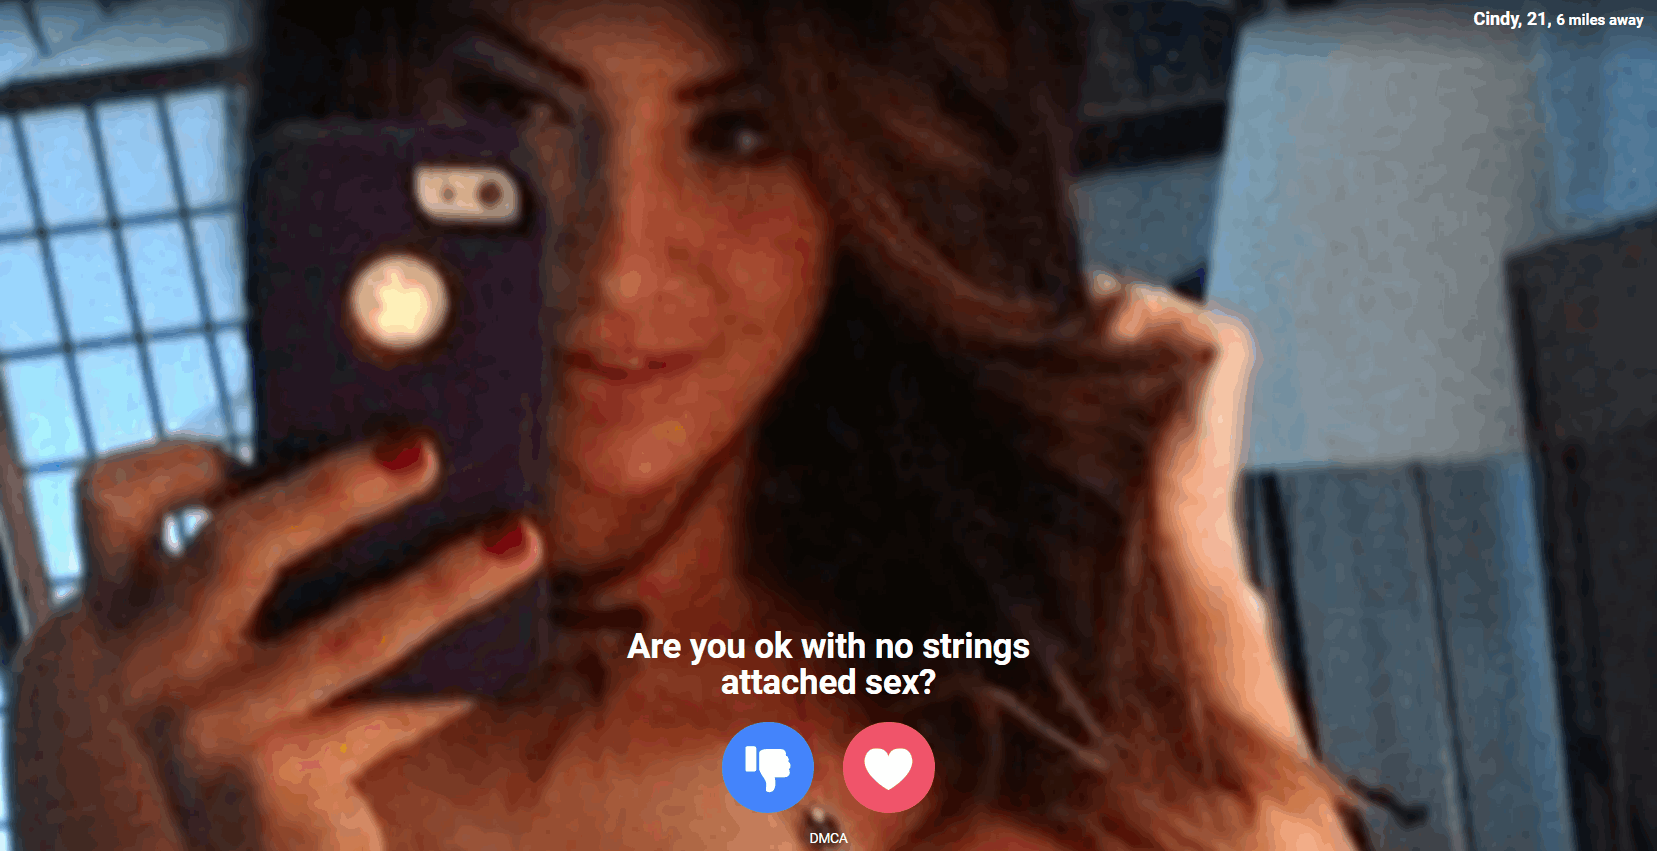 Cindy, 21, 6 miles away
Are you ok with no strings
attached sex?
DMCA